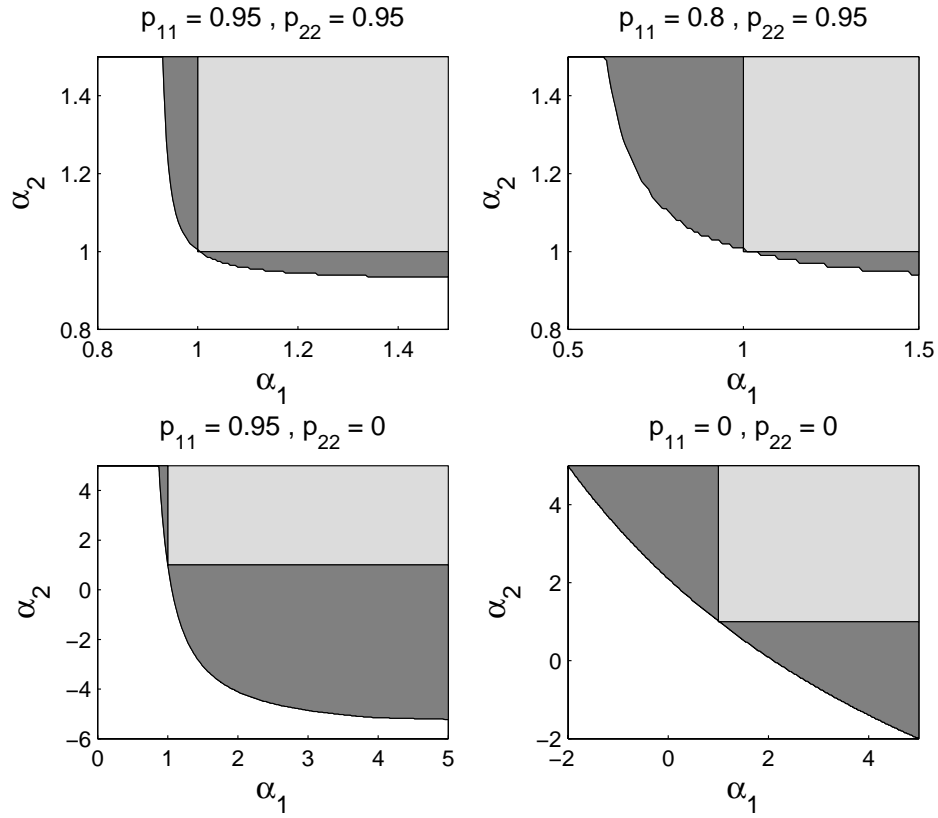 p₁₁ = 0.95 , p₂₂ = 0.95
1.4
1.2
1
0.8
α₂
0.8 1 1.2 1.4
α₁
p₁₁ = 0.8 , p₂₂ = 0.95
1.4
1.2
1
0.8
α₂
0.5 1 1.5
α₁
p₁₁ = 0.95 , p₂₂ = 0
4
2
0
−2
−4
−6
α₂
0 1 2 3 4 5
α₁
p₁₁ = 0 , p₂₂ = 0
4
2
0
−2
α₂
−2 0 2 4
α₁